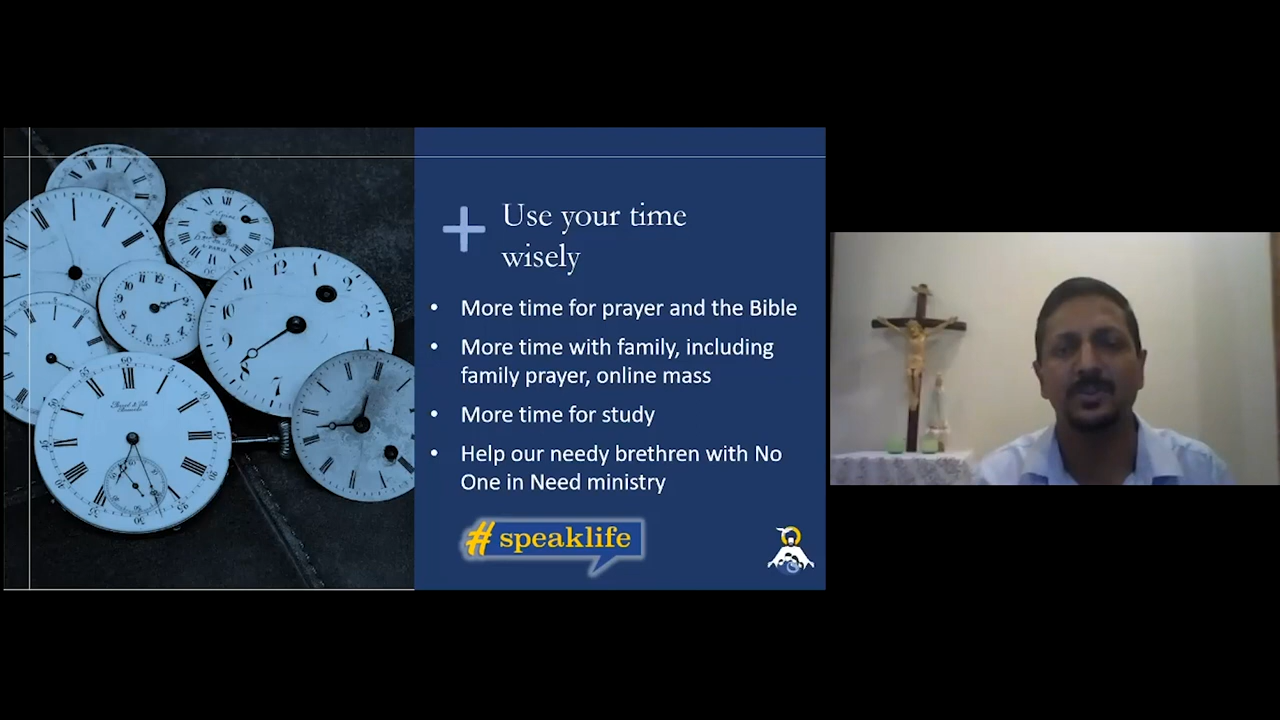 Use your time
wisely
• More time for prayer and the Bible
• More time with family, including
family prayer, online mass
• More time for study
• Help our needy brethren with No
One in Need ministry
#speaklife